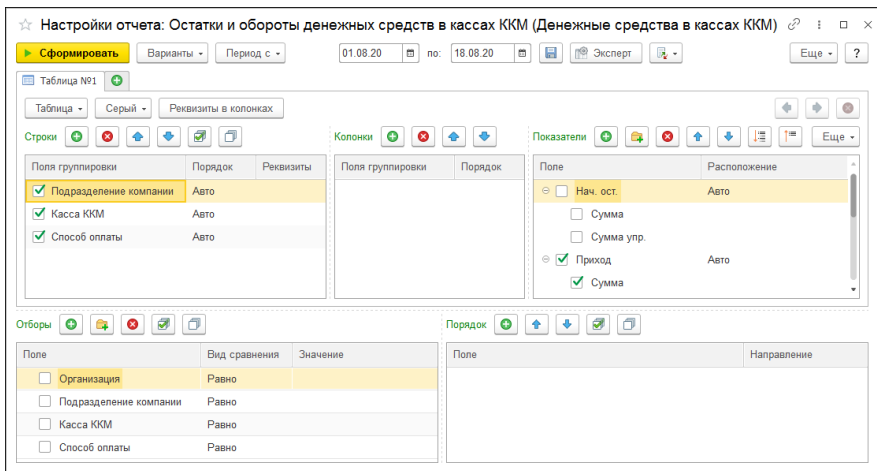 Настройки отчета: Остатки и обороты денежных средств в кассах ККМ (Денежные средства в кассах ККМ)
Сформировать Варианты Период с 01.08.20 по: 18.08.20 Эксперт Еще ?
Таблица №1
Таблица Серый Реквизиты в колонках
Строки Колонки Показатели Еще
Поля группировки Порядок Реквизиты Поля группировки Порядок Поле Расположение
Подразделение компании Авто Нач. ост. Авто
Касса ККМ Авто Сумма
Способ оплаты Авто Сумма упр.
Приход Авто
Сумма
Отборы Порядок
Поле Вид сравнения Значение Поле Направление
Организация Равно
Подразделение компании Равно
Касса ККМ Равно
Способ оплаты Равно